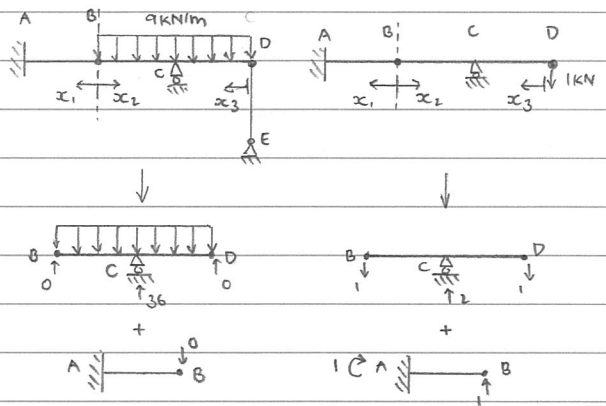 A B 9kN/m C
D
C
x₁ x₂ x₃
E
A B C D
x₁ x₂ x₃ 1KN
B C D
0 36 0
+
A 0 B
B C D
1 2 1
+
1 A B
1